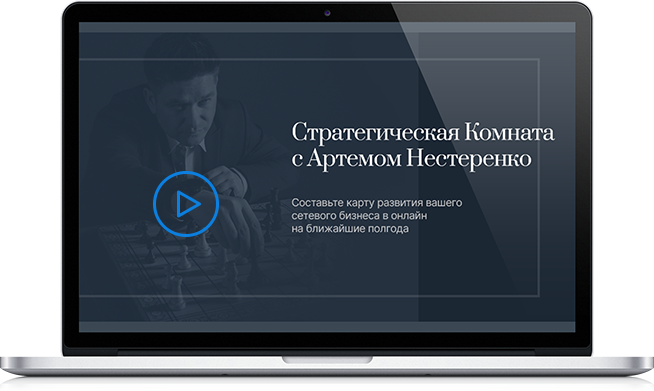 Стратегическая Комната
с Артемом Нестеренко
Составьте карту развития вашего
сетевого бизнеса в онлайн
на ближайшие полгода